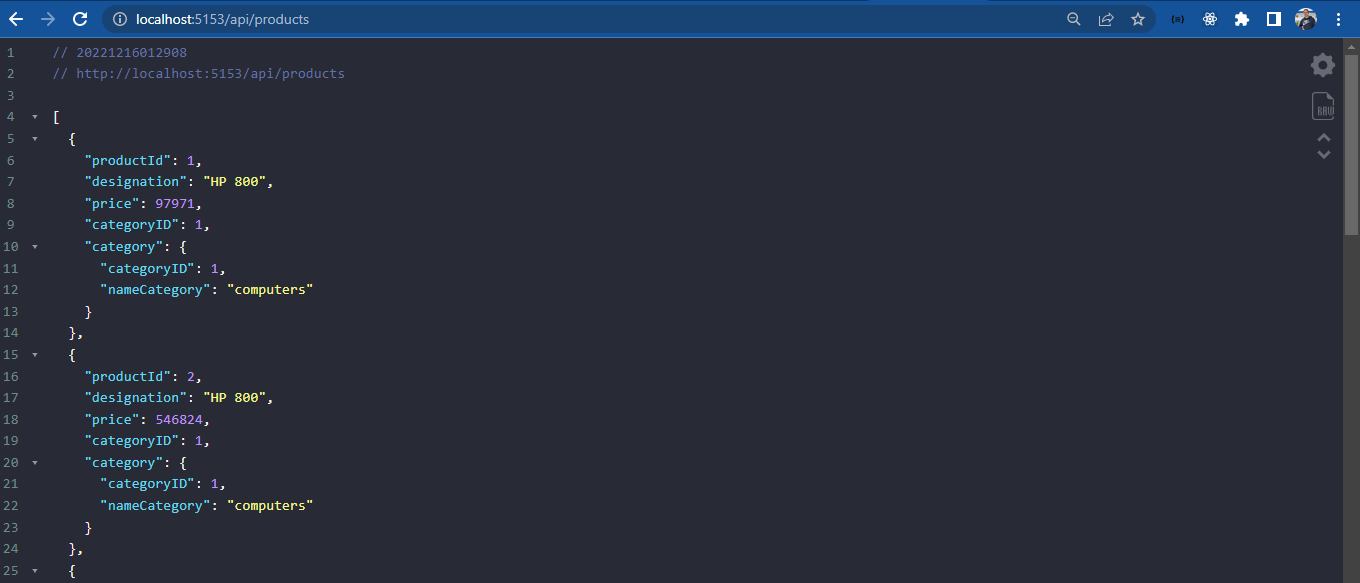 localhost:5153/api/products
1 // 20221216012908
2 // http://localhost:5153/api/products
3
4 [
5 {
6 "productId": 1,
7 "designation": "HP 800",
8 "price": 97971,
9 "categoryID": 1,
10 "category": {
11 "categoryID": 1,
12 "nameCategory": "computers"
13 }
14 },
15 {
16 "productId": 2,
17 "designation": "HP 800",
18 "price": 546824,
19 "categoryID": 1,
20 "category": {
21 "categoryID": 1,
22 "nameCategory": "computers"
23 }
24 },
25 {
RAW